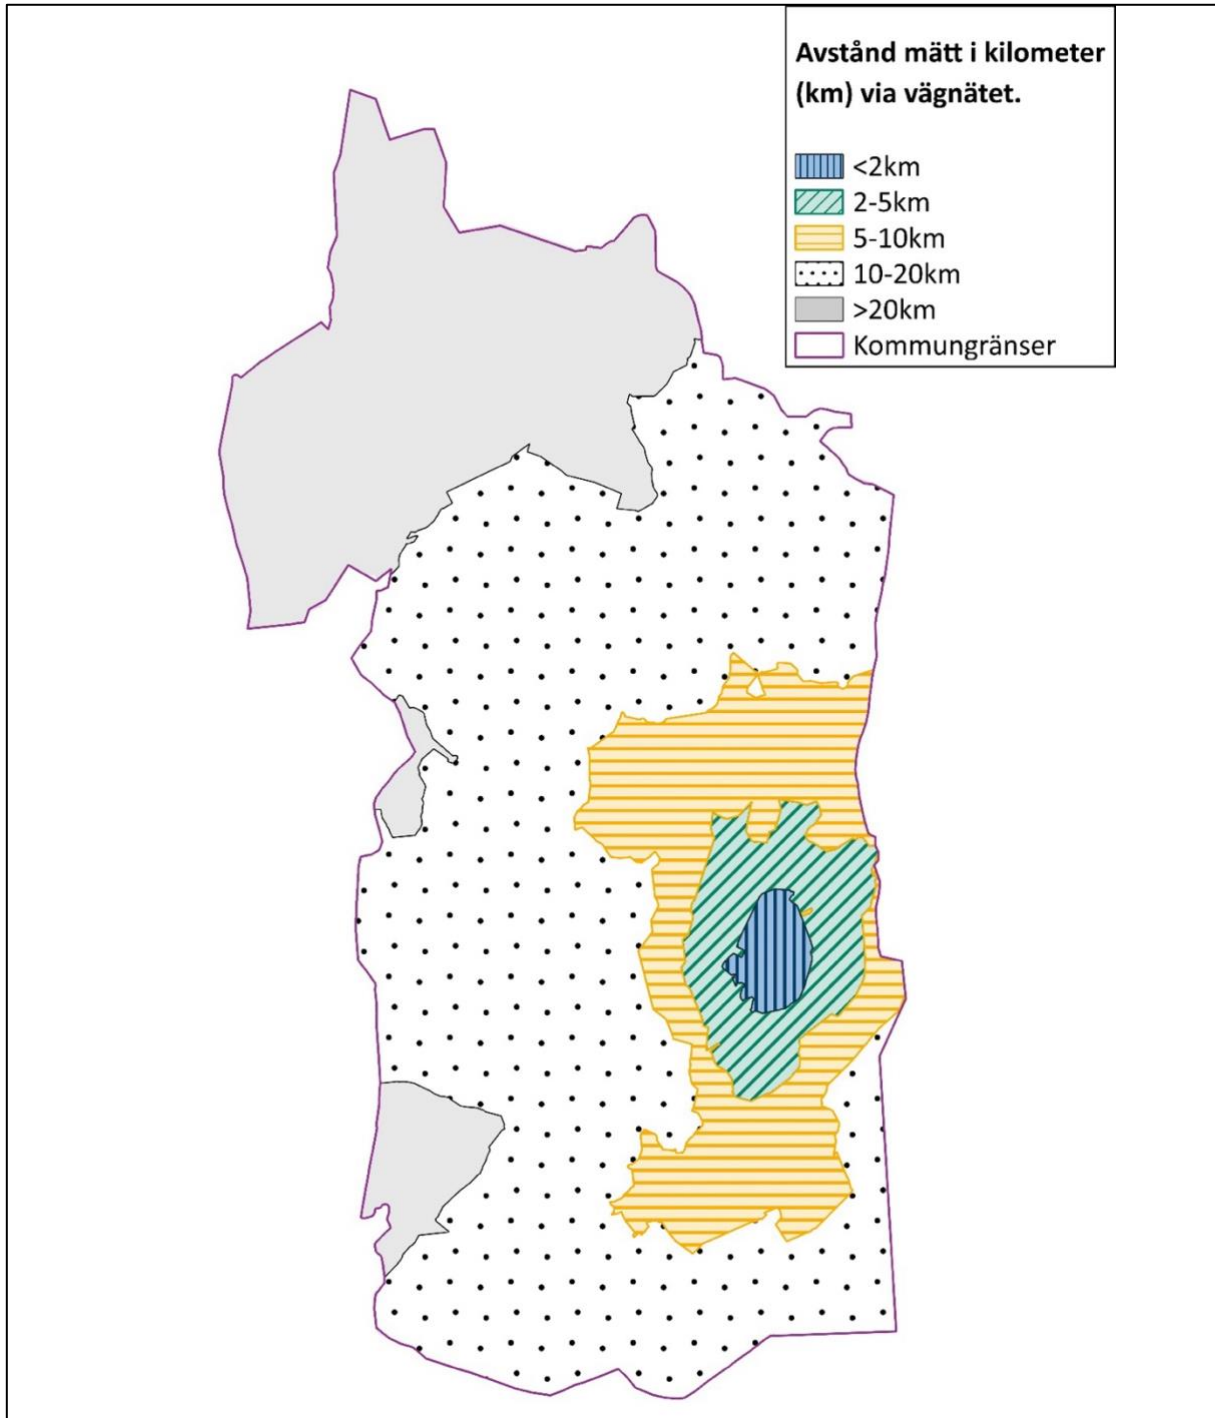 Avstånd mätt i kilometer
(km) via vägnätet.
<2km
2-5km
5-10km
10-20km
>20km
Kommungränser